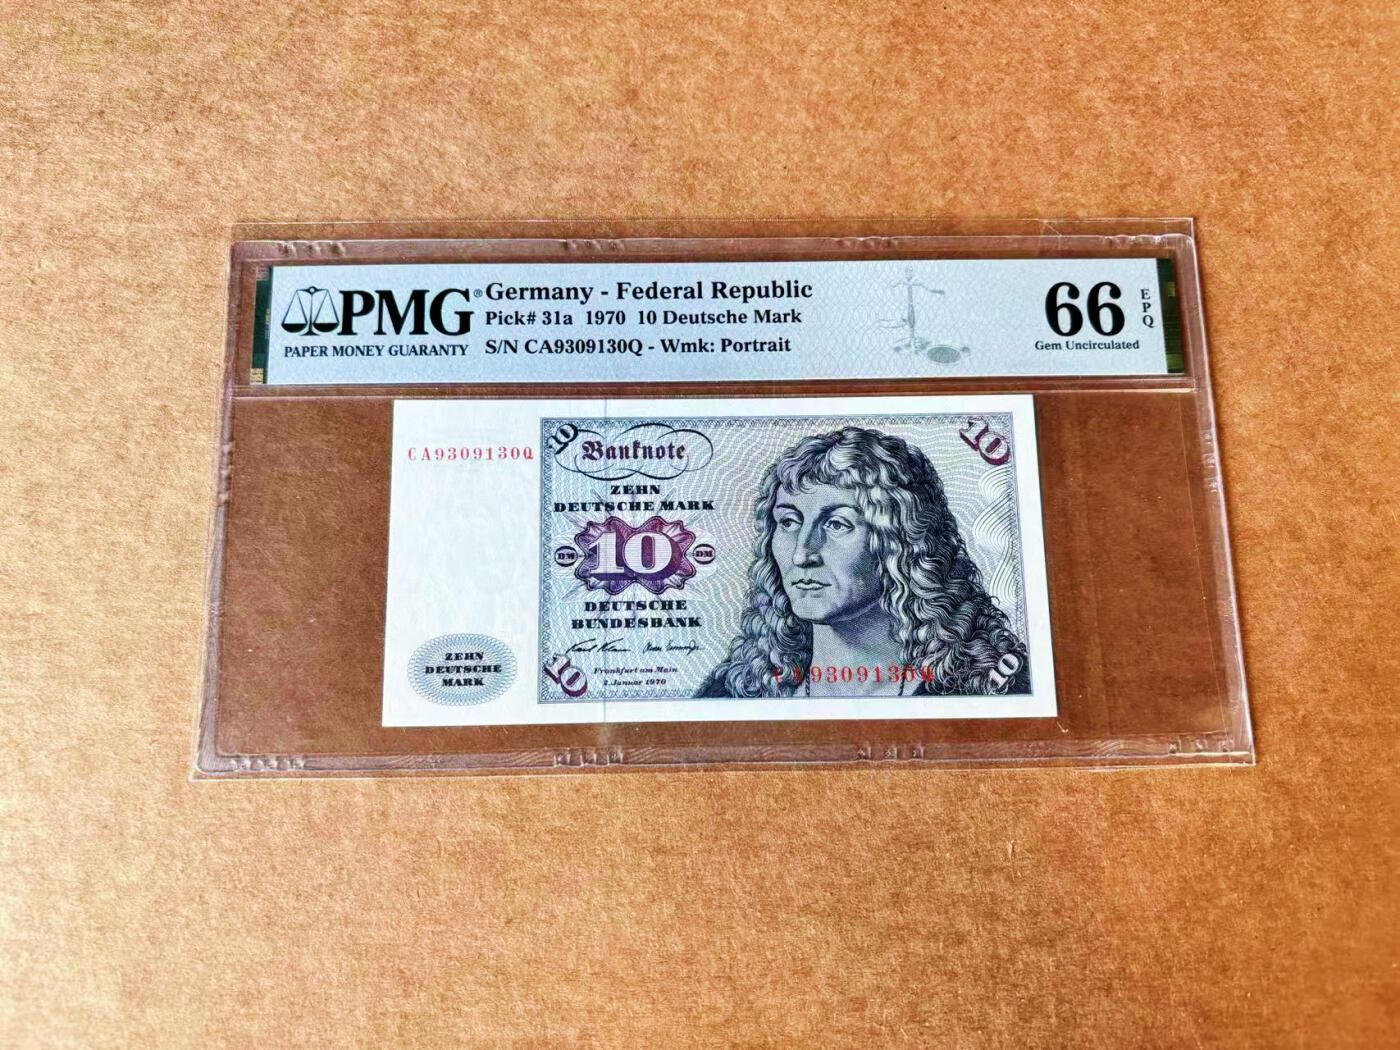 PMG®
PAPER MONEY GUARANTY
Germany - Federal Republic
Pick# 31a 1970 10 Deutsche Mark
S/N CA9309130Q - Wmk: Portrait
66
EPQ
Gem Uncirculated
CA9309130Q
10
Banknote
10
ZEHN
DEUTSCHE MARK
DM 10 DM
DEUTSCHE
BUNDESBANK
Frankfurt am Main
2. Januar 1970
ZEHN
DEUTSCHE
MARK
10
CA9309130Q
10